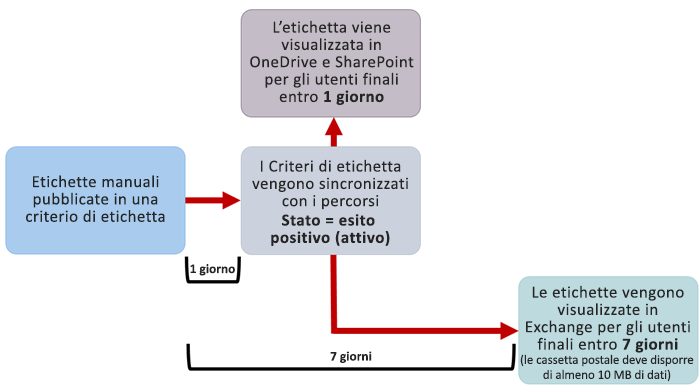 L'etichetta viene
visualizzata in
OneDrive e SharePoint
per gli utenti finali
entro 1 giorno
Etichette manuali
pubblicate in una
criterio di etichetta
I Criteri di etichetta
vengono sincronizzati
con i percorsi
Stato = esito
positivo (attivo)
1 giorno
7 giorni
Le etichette vengono
visualizzate in
Exchange per gli utenti
finali entro 7 giorni
(le cassetta postale deve disporre
di almeno 10 MB di dati)